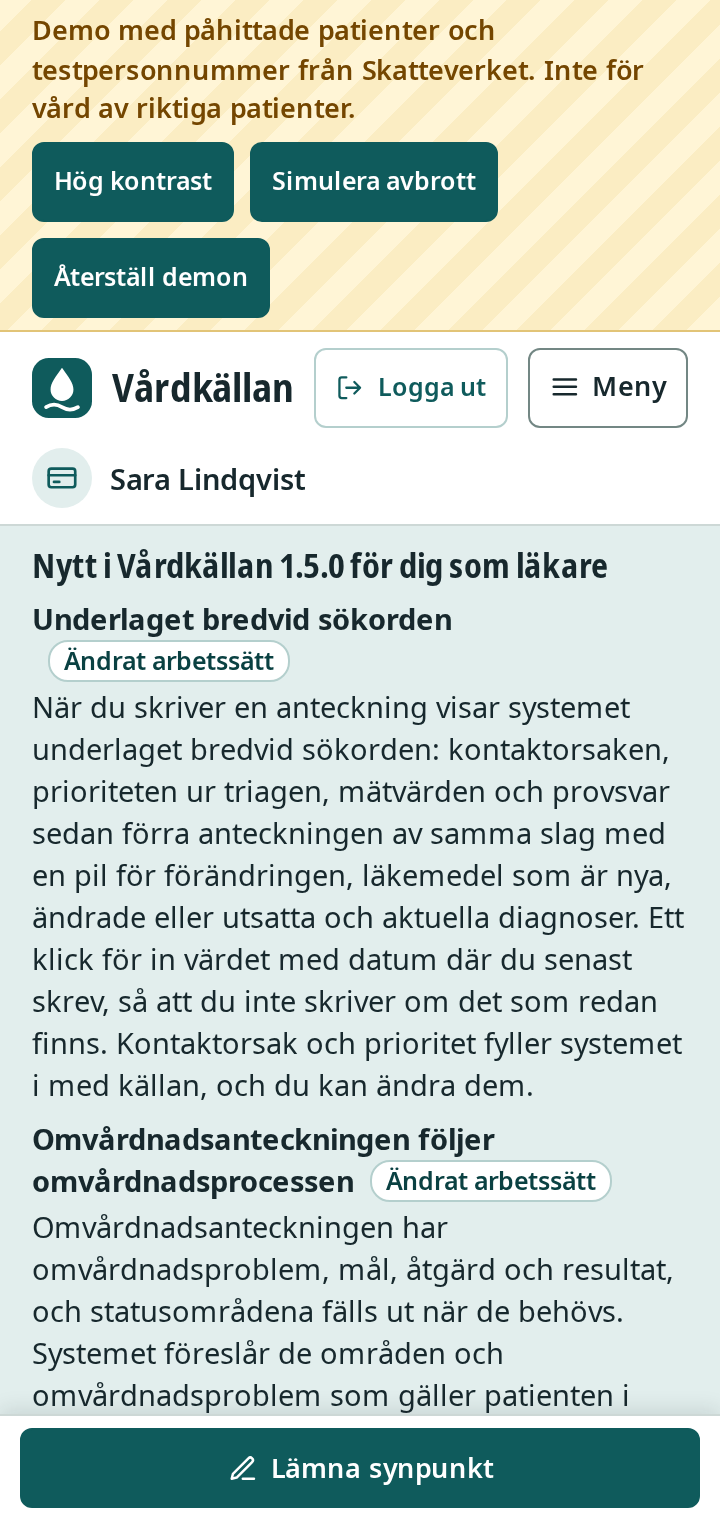 Demo med påhittade patienter och
testpersonnummer från Skatteverket. Inte för
vård av riktiga patienter.
Hög kontrast
Simulera avbrott
Återställ demon
Vårdkällan
Logga ut
Meny
Sara Lindqvist
Nytt i Vårdkällan 1.5.0 för dig som läkare
Underlaget bredvid sökorden
Ändrat arbetssätt
När du skriver en anteckning visar systemet
underlaget bredvid sökorden: kontaktorsaken,
prioriteten ur triagen, mätvärden och provsvar
sedan förra anteckningen av samma slag med
en pil för förändringen, läkemedel som är nya,
ändrade eller utsatta och aktuella diagnoser. Ett
klick för in värdet med datum där du senast
skrev, så att du inte skriver om det som redan
finns. Kontaktorsak och prioritet fyller systemet
i med källan, och du kan ändra dem.
Omvårdnadsanteckningen följer
omvårdnadsprocessen Ändrat arbetssätt
Omvårdnadsanteckningen har
omvårdnadsproblem, mål, åtgärd och resultat,
och statusområdena fälls ut när de behövs.
Systemet föreslår de områden och
omvårdnadsproblem som gäller patienten i
Lämna synpunkt